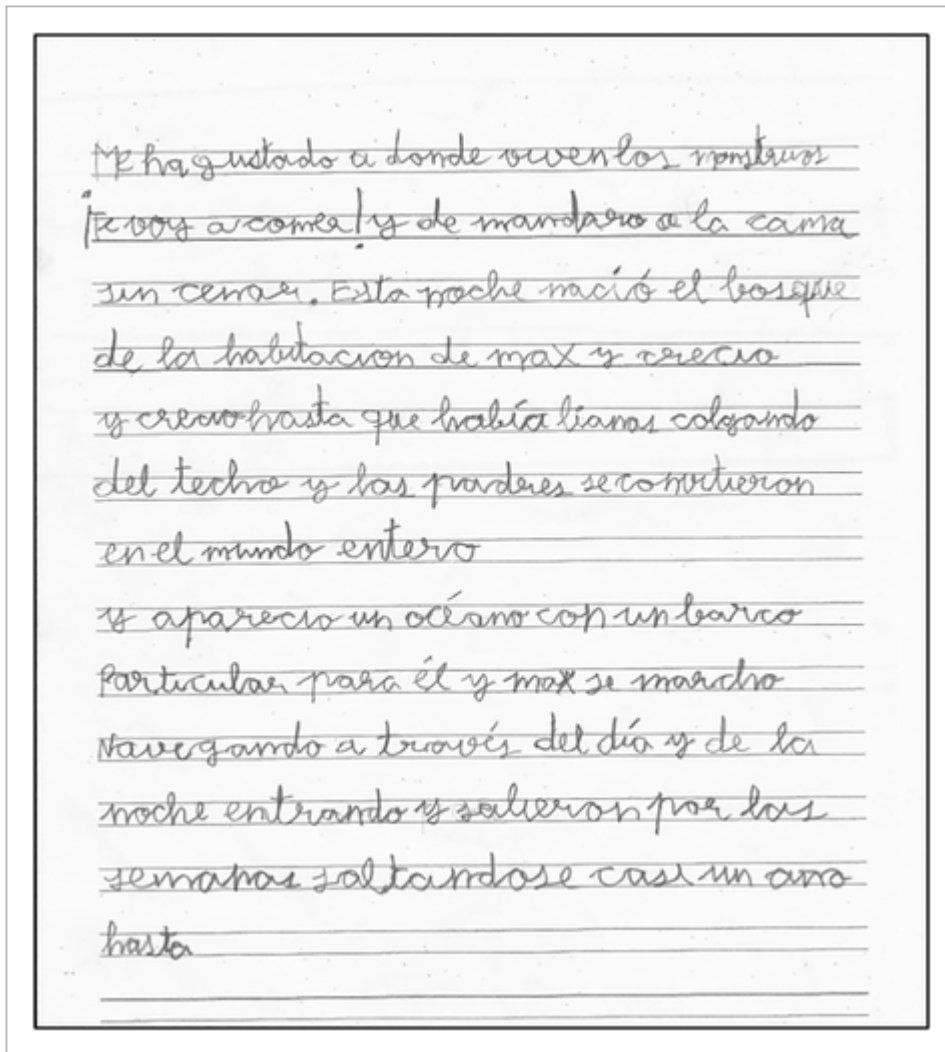 Me ha gustado a donde viven los monstruos
¡Te voy a comer! y de mandaro a la cama
sin cenar. Esta noche nació el bosque
de la habitacion de max y crecio
y crecio hasta que había lianas colgando
del techo y las paderes se convirtieron
en el mundo entero
y aparecio un océano con un barco
Particular para él y max se marcho
Navegando a través del día y de la
noche entrando y salieron por las
semanas saltandose casi un ano
hasta